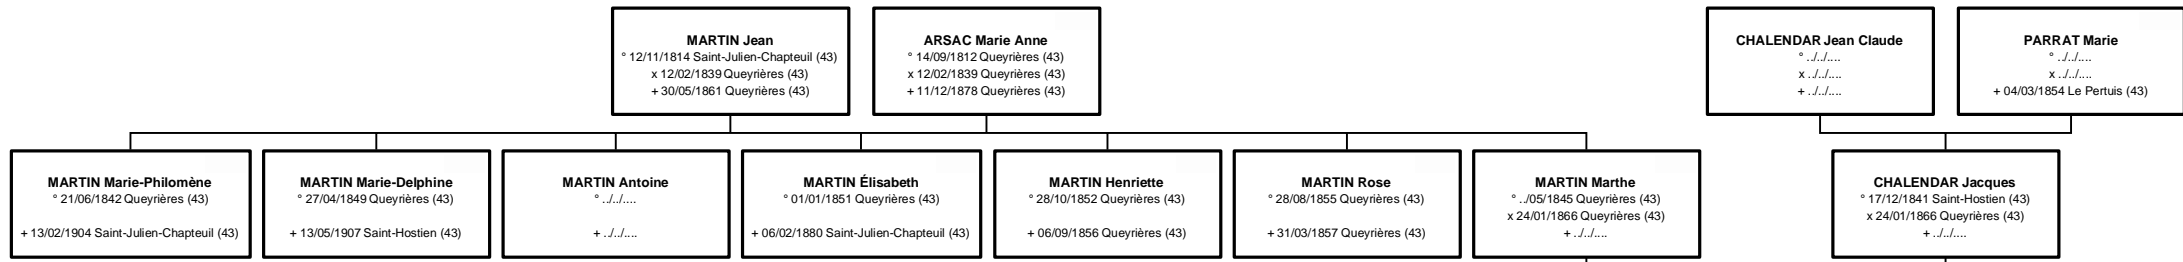 MARTIN Jean
° 12/11/1814 Saint-Julien-Chapteuil (43)
x 12/02/1839 Queyrières (43)
+ 30/05/1861 Queyrières (43)
ARSAC Marie Anne
° 14/09/1812 Queyrières (43)
x 12/02/1839 Queyrières (43)
+ 11/12/1878 Queyrières (43)
CHALENDAR Jean Claude
° ../../....
x ../../....
+ ../../....
PARRAT Marie
° ../../....
x ../../....
+ 04/03/1854 Le Pertuis (43)
MARTIN Marie-Philomène
° 21/06/1842 Queyrières (43)
+ 13/02/1904 Saint-Julien-Chapteuil (43)
MARTIN Marie-Delphine
° 27/04/1849 Queyrières (43)
+ 13/05/1907 Saint-Hostien (43)
MARTIN Antoine
° ../../....
+ ../../....
MARTIN Élisabeth
° 01/01/1851 Queyrières (43)
+ 06/02/1880 Saint-Julien-Chapteuil (43)
MARTIN Henriette
° 28/10/1852 Queyrières (43)
+ 06/09/1856 Queyrières (43)
MARTIN Rose
° 28/08/1855 Queyrières (43)
+ 31/03/1857 Queyrières (43)
MARTIN Marthe
° ../05/1845 Queyrières (43)
x 24/01/1866 Queyrières (43)
+ ../../....
CHALENDAR Jacques
° 17/12/1841 Saint-Hostien (43)
x 24/01/1866 Queyrières (43)
+ ../../....